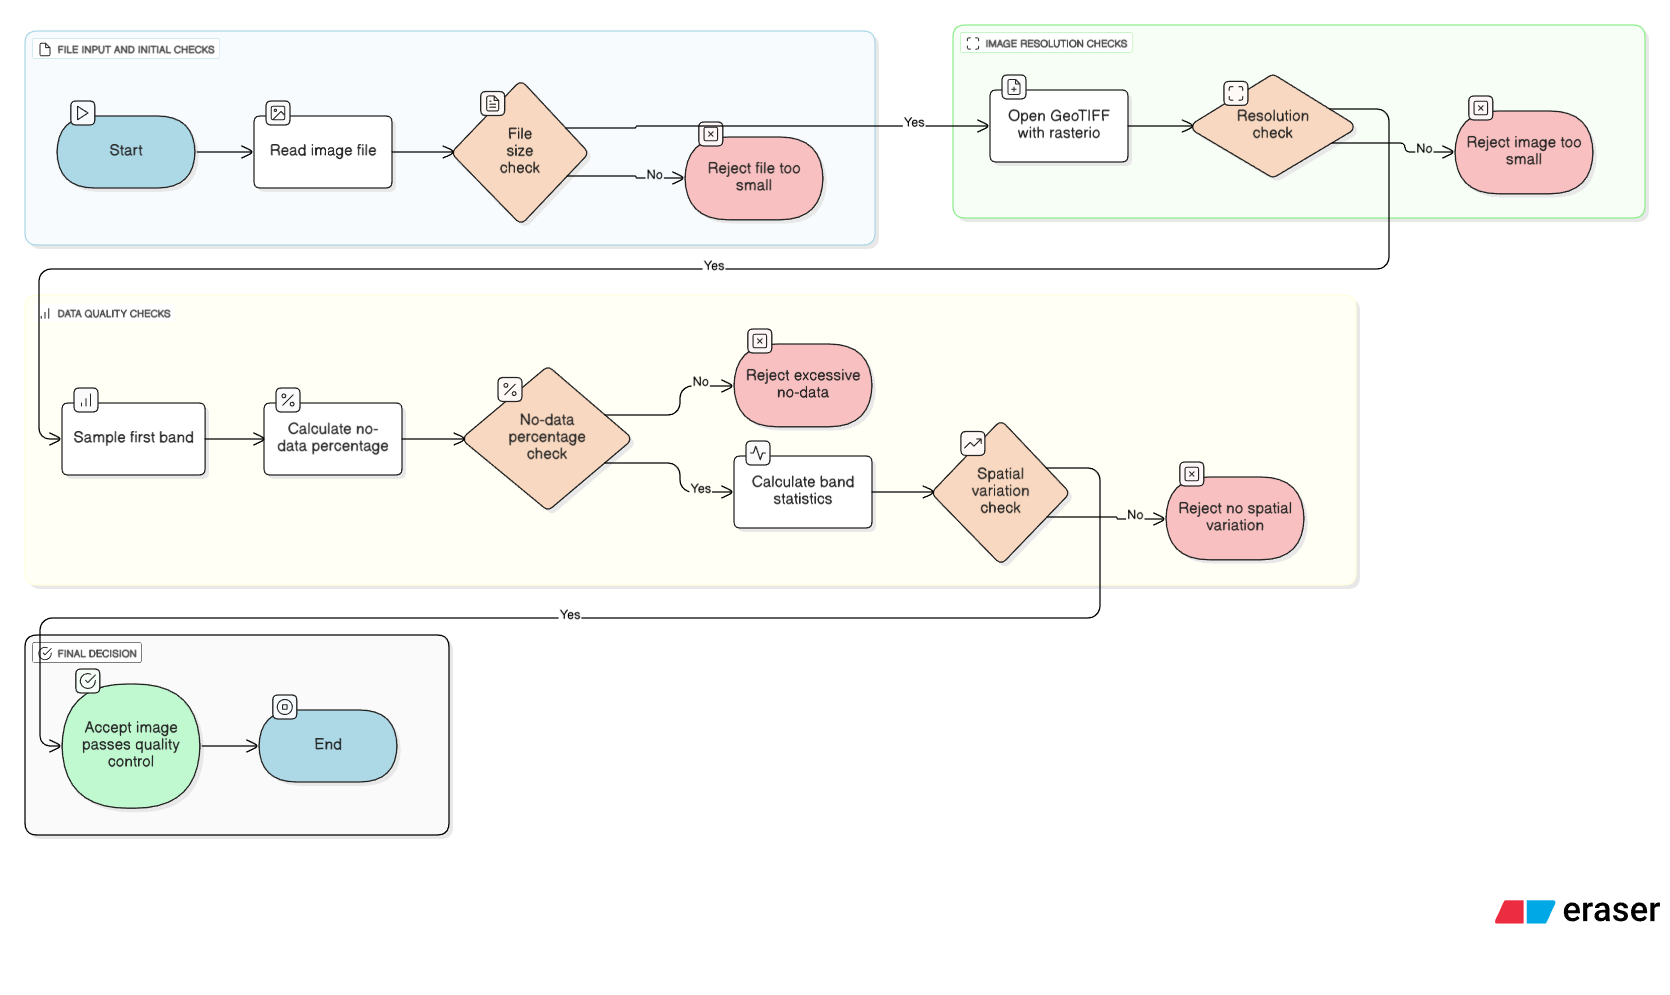 FILE INPUT AND INITIAL CHECKS
Start
Read image file
File
size
check
Yes
No
Reject file too
small
IMAGE RESOLUTION CHECKS
Open GeoTIFF
with rasterio
Resolution
check
No
Reject image too
small
Yes
DATA QUALITY CHECKS
Sample first band
Calculate no-
data percentage
No-data
percentage
check
No
Reject excessive
no-data
Yes
Calculate band
statistics
Spatial
variation
check
No
Reject no spatial
variation
Yes
FINAL DECISION
Accept image
passes quality
control
End
eraser